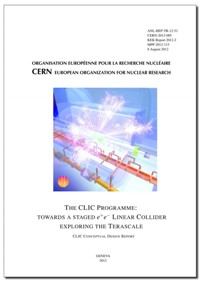 ANL-HEP-TR-12-51
CERN-2012-005
KEK Report 2012-2
MPP-2012-115
8 August 2012
ORGANISATION EUROPÉENNE POUR LA RECHERCHE NUCLÉAIRE
CERN EUROPEAN ORGANIZATION FOR NUCLEAR RESEARCH
THE CLIC PROGRAMME:
TOWARDS A STAGED e⁺e⁻ LINEAR COLLIDER
EXPLORING THE TERASCALE
CLIC CONCEPTUAL DESIGN REPORT
GENEVA
2012